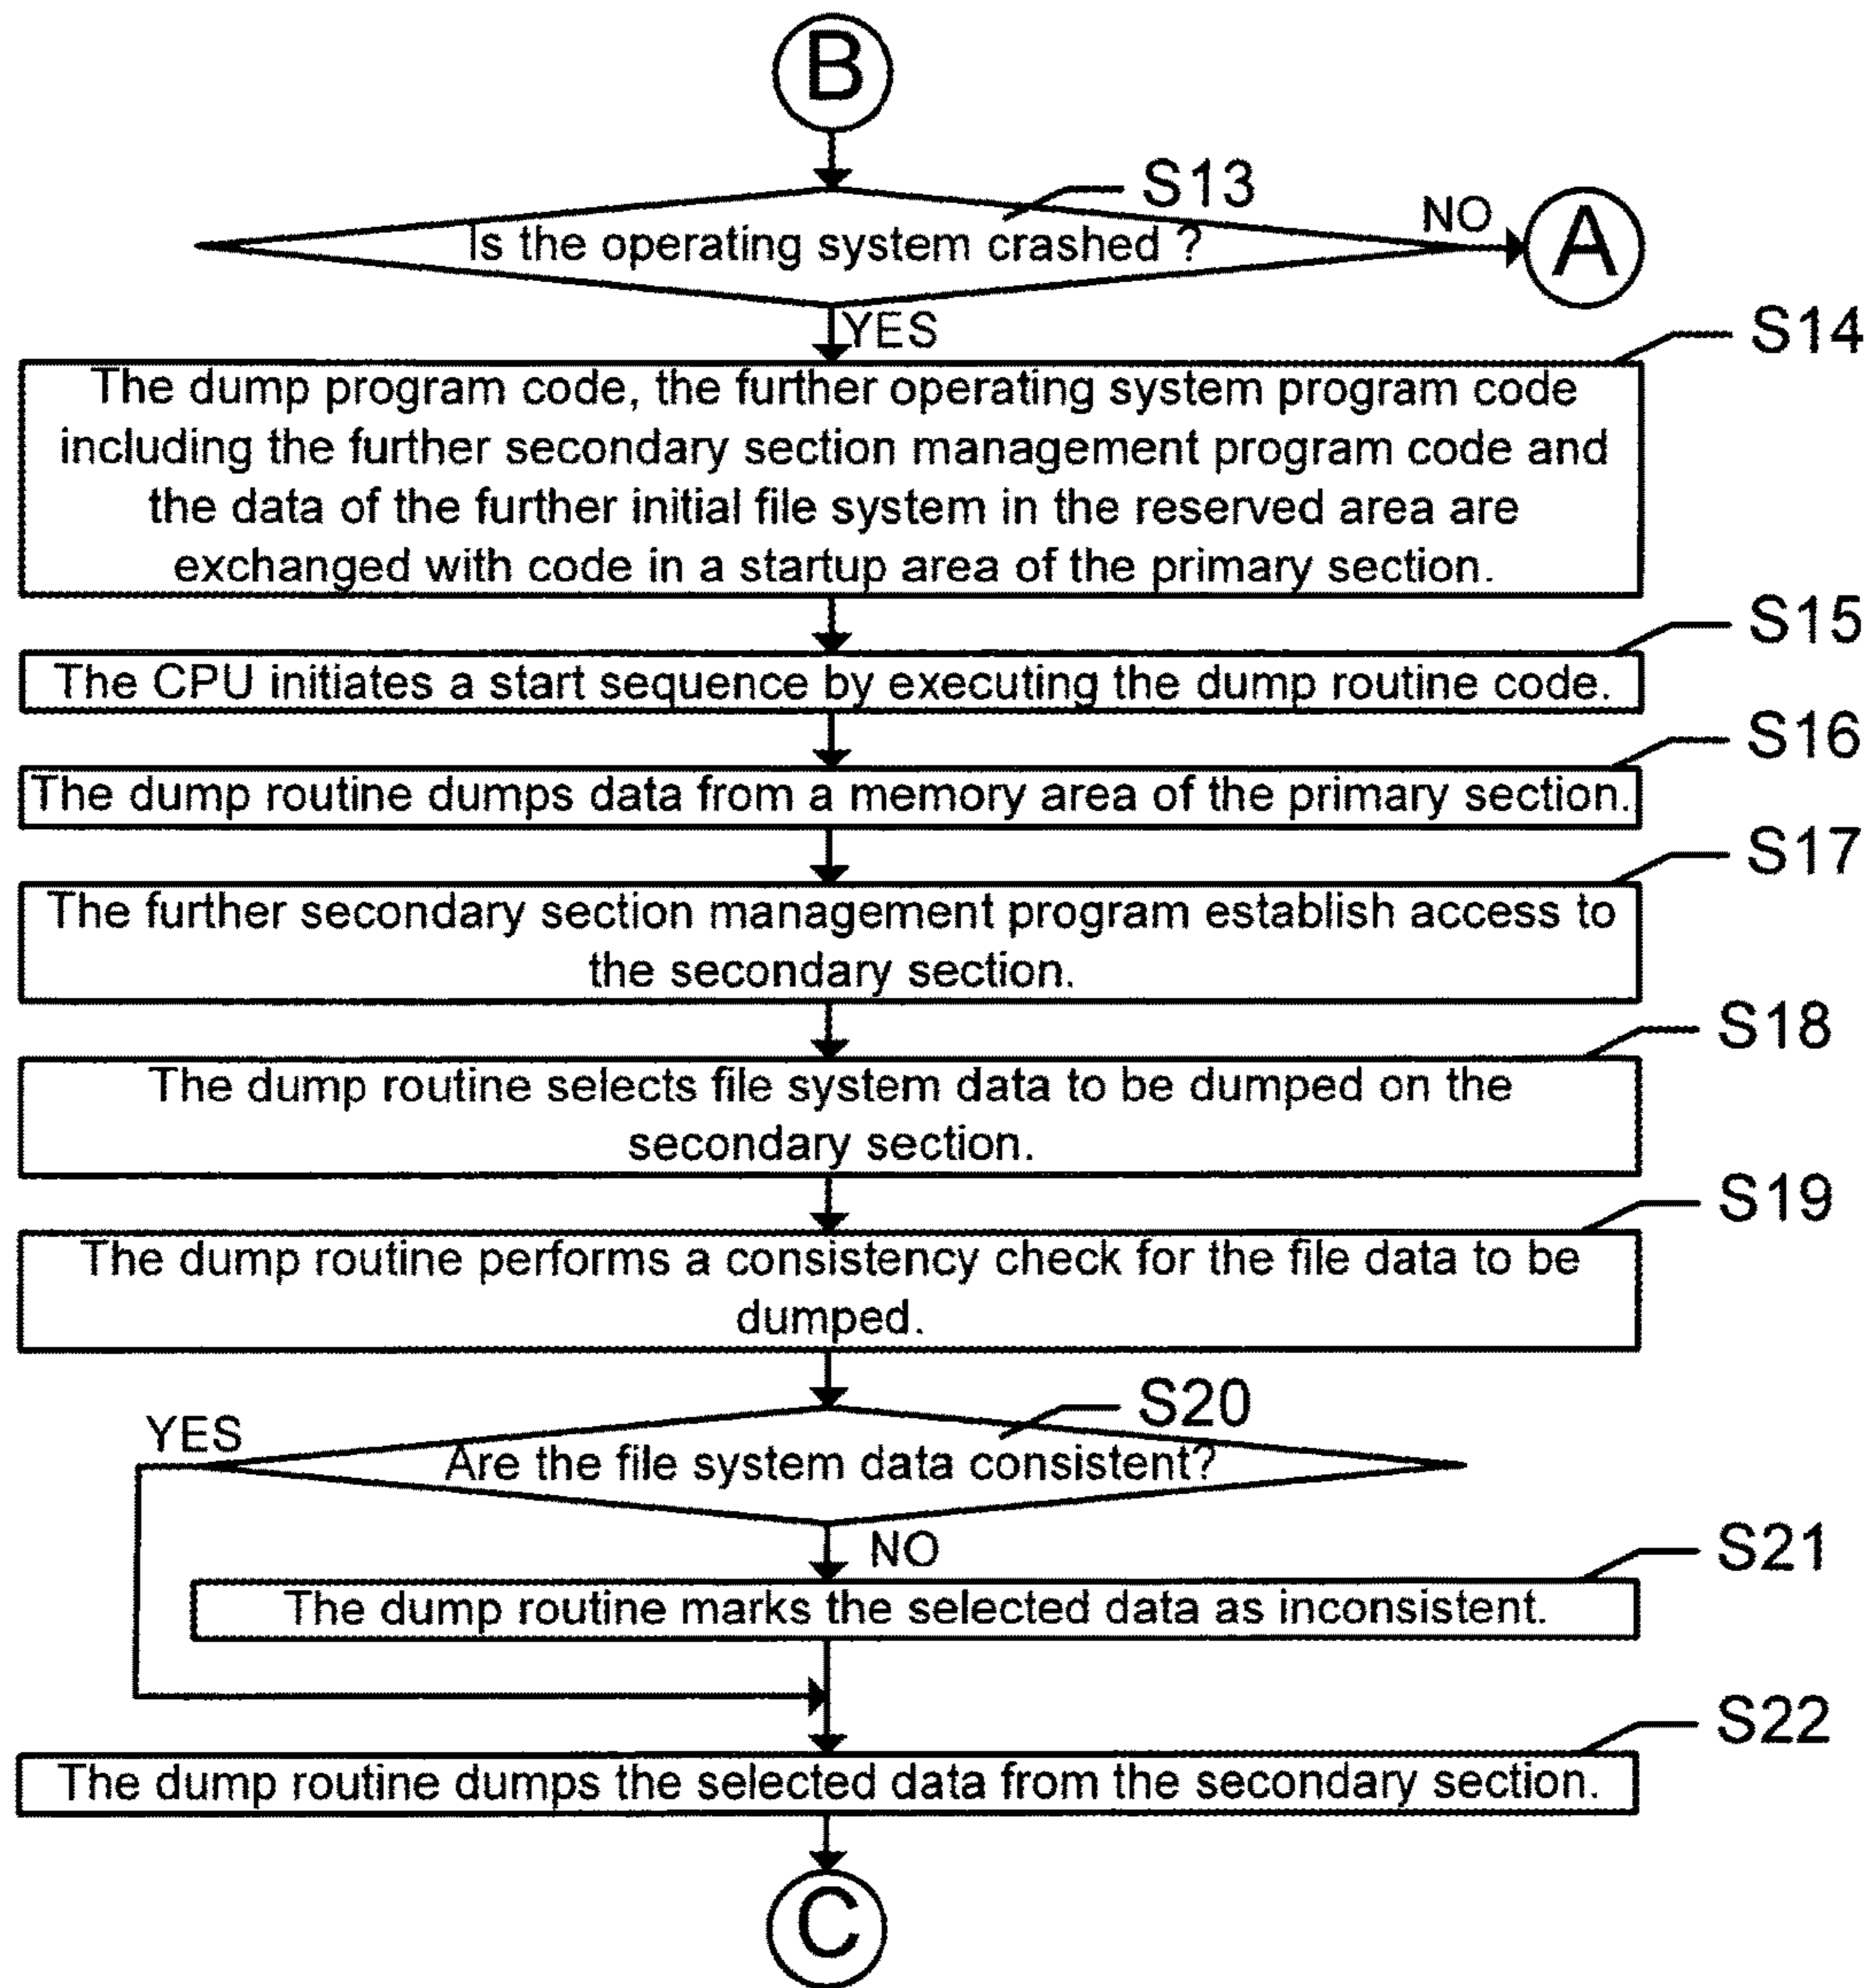 B
S13
Is the operating system crashed ?
NO
A
YES
S14
The dump program code, the further operating system program code
including the further secondary section management program code and
the data of the further initial file system in the reserved area are
exchanged with code in a startup area of the primary section.
S15
The CPU initiates a start sequence by executing the dump routine code.
S16
The dump routine dumps data from a memory area of the primary section.
S17
The further secondary section management program establish access to
the secondary section.
S18
The dump routine selects file system data to be dumped on the
secondary section.
S19
The dump routine performs a consistency check for the file data to be
dumped.
S20
YES
Are the file system data consistent?
NO
S21
The dump routine marks the selected data as inconsistent.
S22
The dump routine dumps the selected data from the secondary section.
C